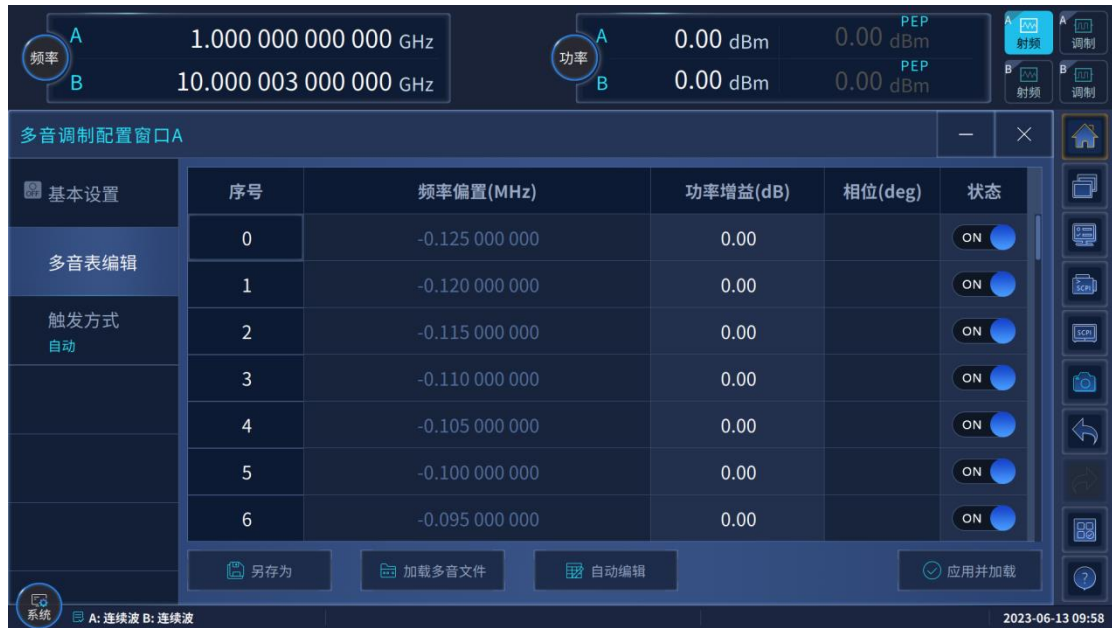 频率
A 1.000 000 000 000 GHz
B 10.000 003 000 000 GHz
功率
A 0.00 dBm PEP 0.00 dBm
B 0.00 dBm PEP 0.00 dBm
A 射频
A 调制
B 射频
B 调制
多音调制配置窗口A
OFF 基本设置
多音表编辑
触发方式
自动
序号 频率偏置(MHz) 功率增益(dB) 相位(deg) 状态
0 -0.125 000 000 0.00 ON
1 -0.120 000 000 0.00 ON
2 -0.115 000 000 0.00 ON
3 -0.110 000 000 0.00 ON
4 -0.105 000 000 0.00 ON
5 -0.100 000 000 0.00 ON
6 -0.095 000 000 0.00 ON
另存为 加载多音文件 自动编辑 应用并加载
SCPI
SCPI
系统
A: 连续波 B: 连续波
2023-06-13 09:58